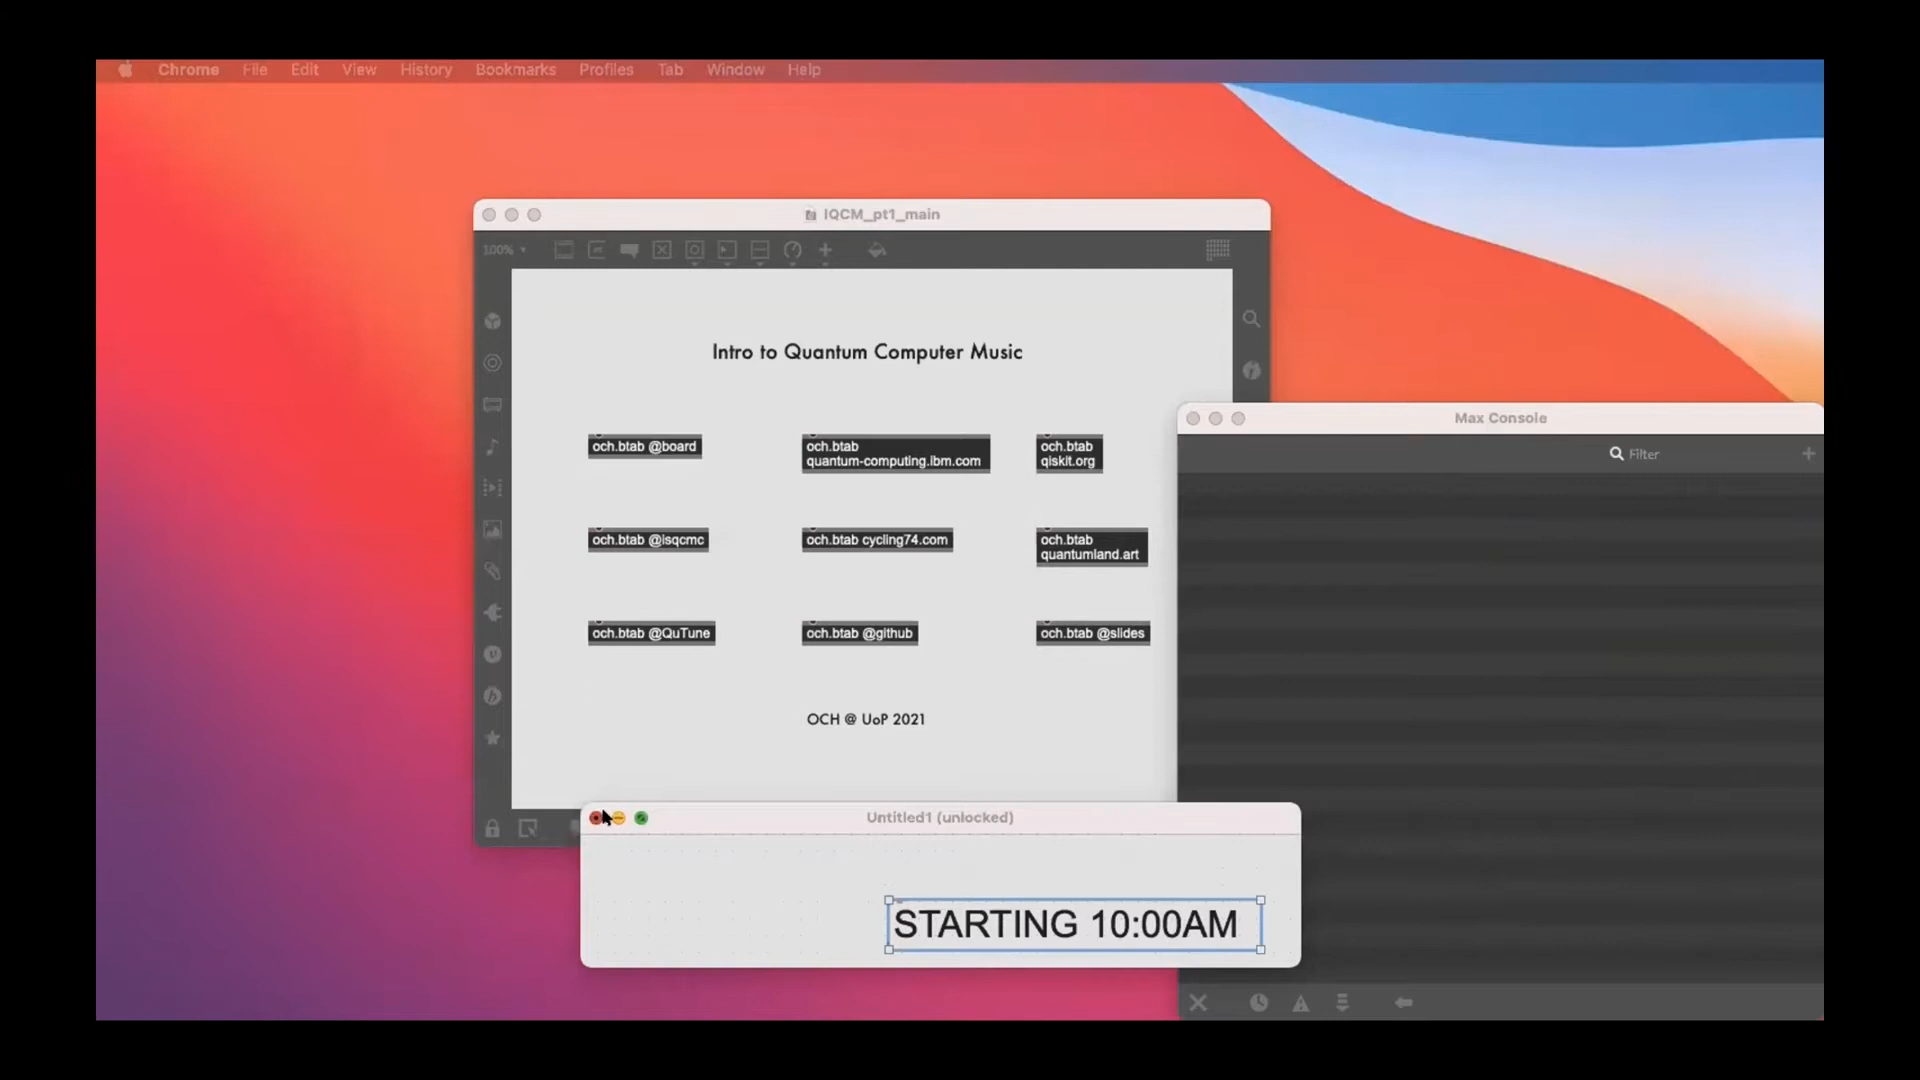 Chrome File Edit View History Bookmarks Profiles Tab Window Help
IQCM_pt1_main
100%
Intro to Quantum Computer Music
och.btab @board
och.btab
quantum-computing.ibm.com
och.btab
qiskit.org
och.btab @isqcmc
och.btab cycling74.com
och.btab
quantumland.art
och.btab @QuTune
och.btab @github
och.btab @slides
OCH @ UoP 2021
Max Console
Filter
Untitled1 (unlocked)
STARTING 10:00AM